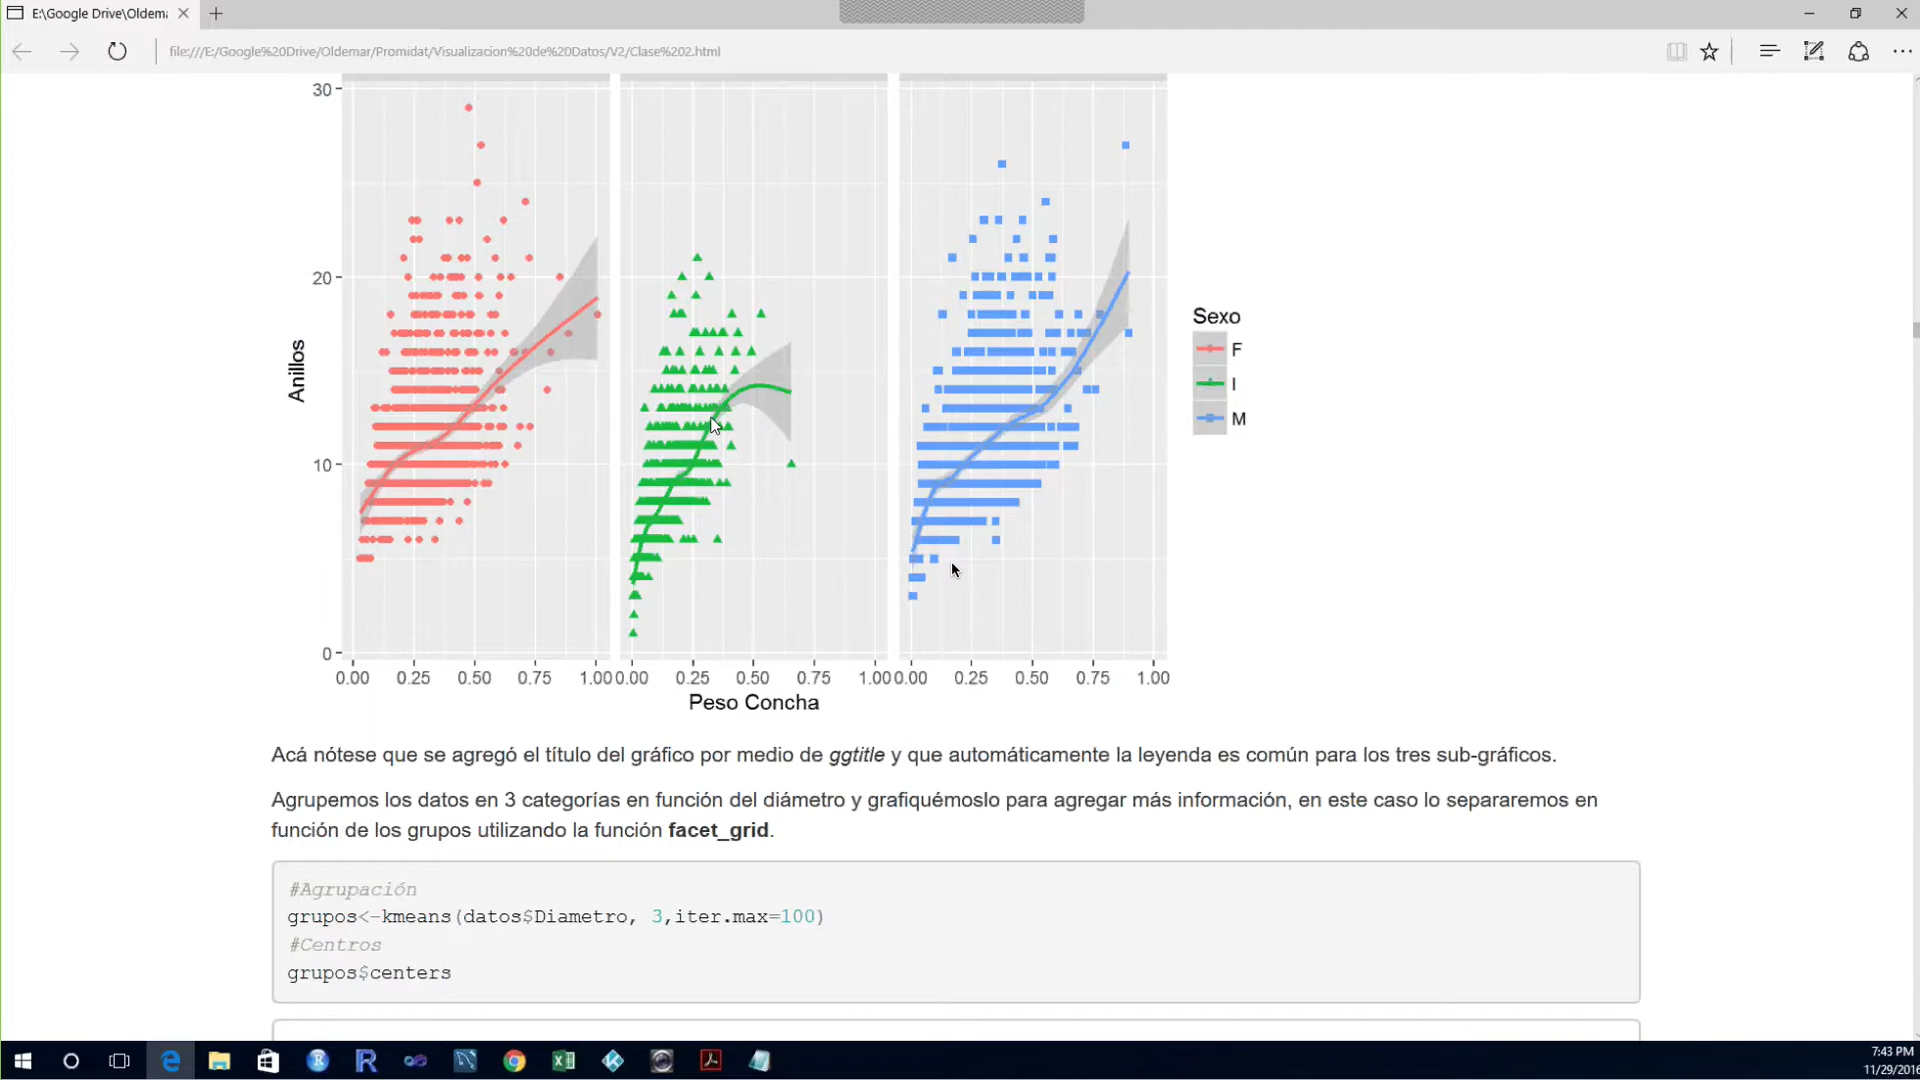 E:\Google Drive\Oldema
file:///E:/Google%20Drive/Oldemar/Promidat/Visualizacion%20de%20Datos/V2/Clase%202.html
30
20
10
0
Anillos
0.00 0.25 0.50 0.75 1.00 0.00 0.25 0.50 0.75 1.00 0.00 0.25 0.50 0.75 1.00
Peso Concha
Sexo
F
I
M
Acá nótese que se agregó el título del gráfico por medio de ggtitle y que automáticamente la leyenda es común para los tres sub-gráficos.
Agrupemos los datos en 3 categorías en función del diámetro y grafiquémoslo para agregar más información, en este caso lo separaremos en
función de los grupos utilizando la función facet_grid.
#Agrupación
grupos<-kmeans(datos$Diametro, 3,iter.max=100)
#Centros
grupos$centers
7:43 PM
11/29/2016